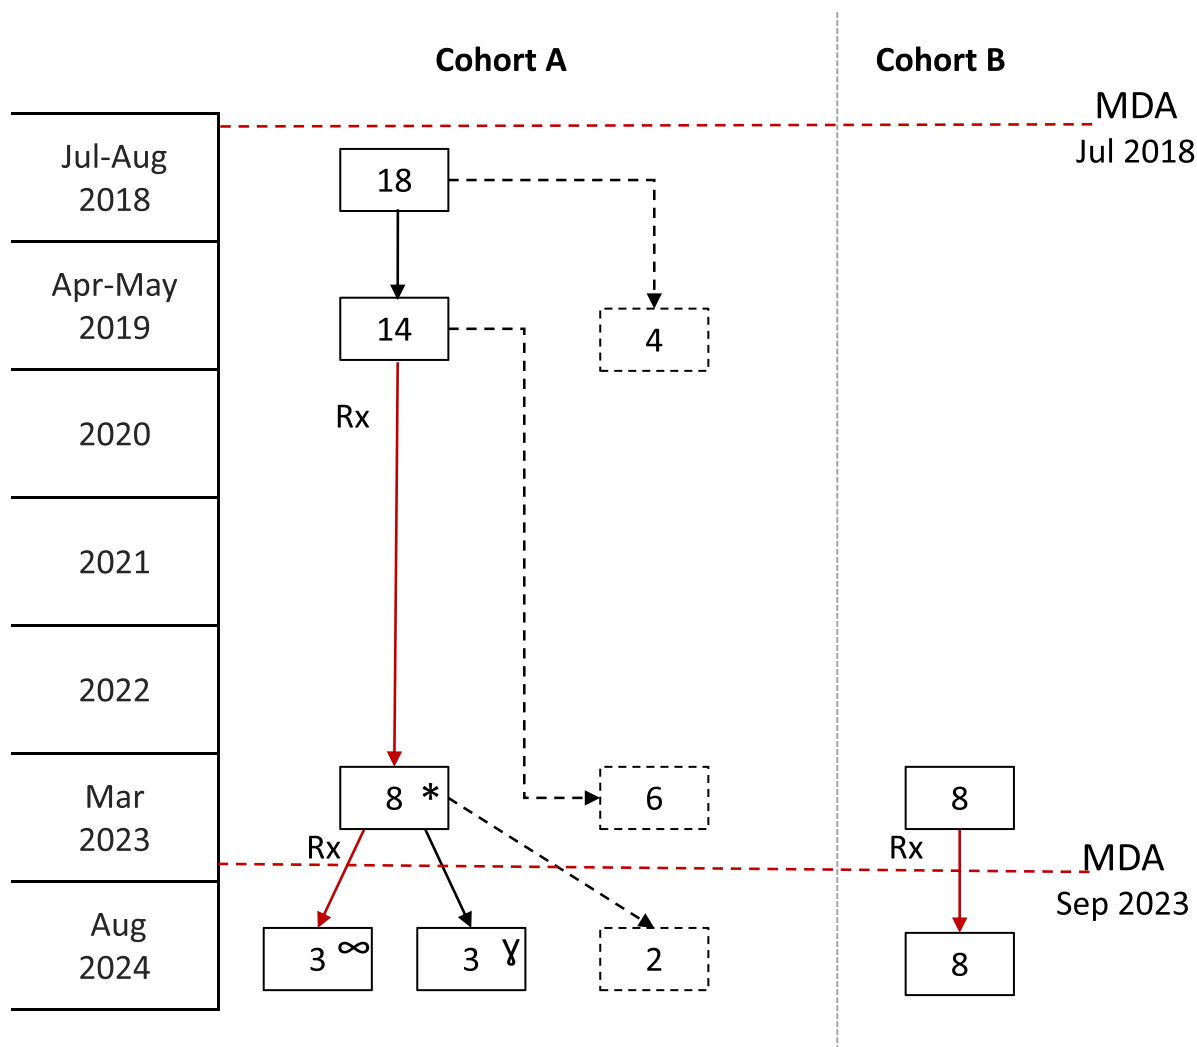 Cohort A
Cohort B
MDA
Jul 2018
Jul-Aug
2018
18
Apr-May
2019
14
4
Rx
2020
2021
2022
Mar
2023
8 *
6
8
Rx
Rx
MDA
Sep 2023
Aug
2024
3 ∞
3 ɣ
2
8